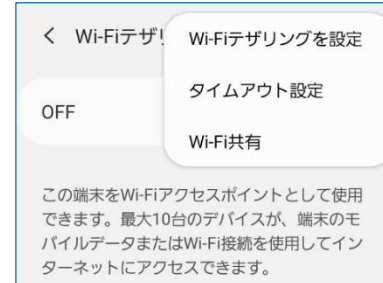 Wi-Fiテザリ
Wi-Fiテザリングを設定
タイムアウト設定
OFF
Wi-Fi共有
この端末をWi-Fiアクセスポイントとして使用
できます。最大10台のデバイスが、端末のモ
バイルデータまたはWi-Fi接続を使用してイン
ターネットにアクセスできます。